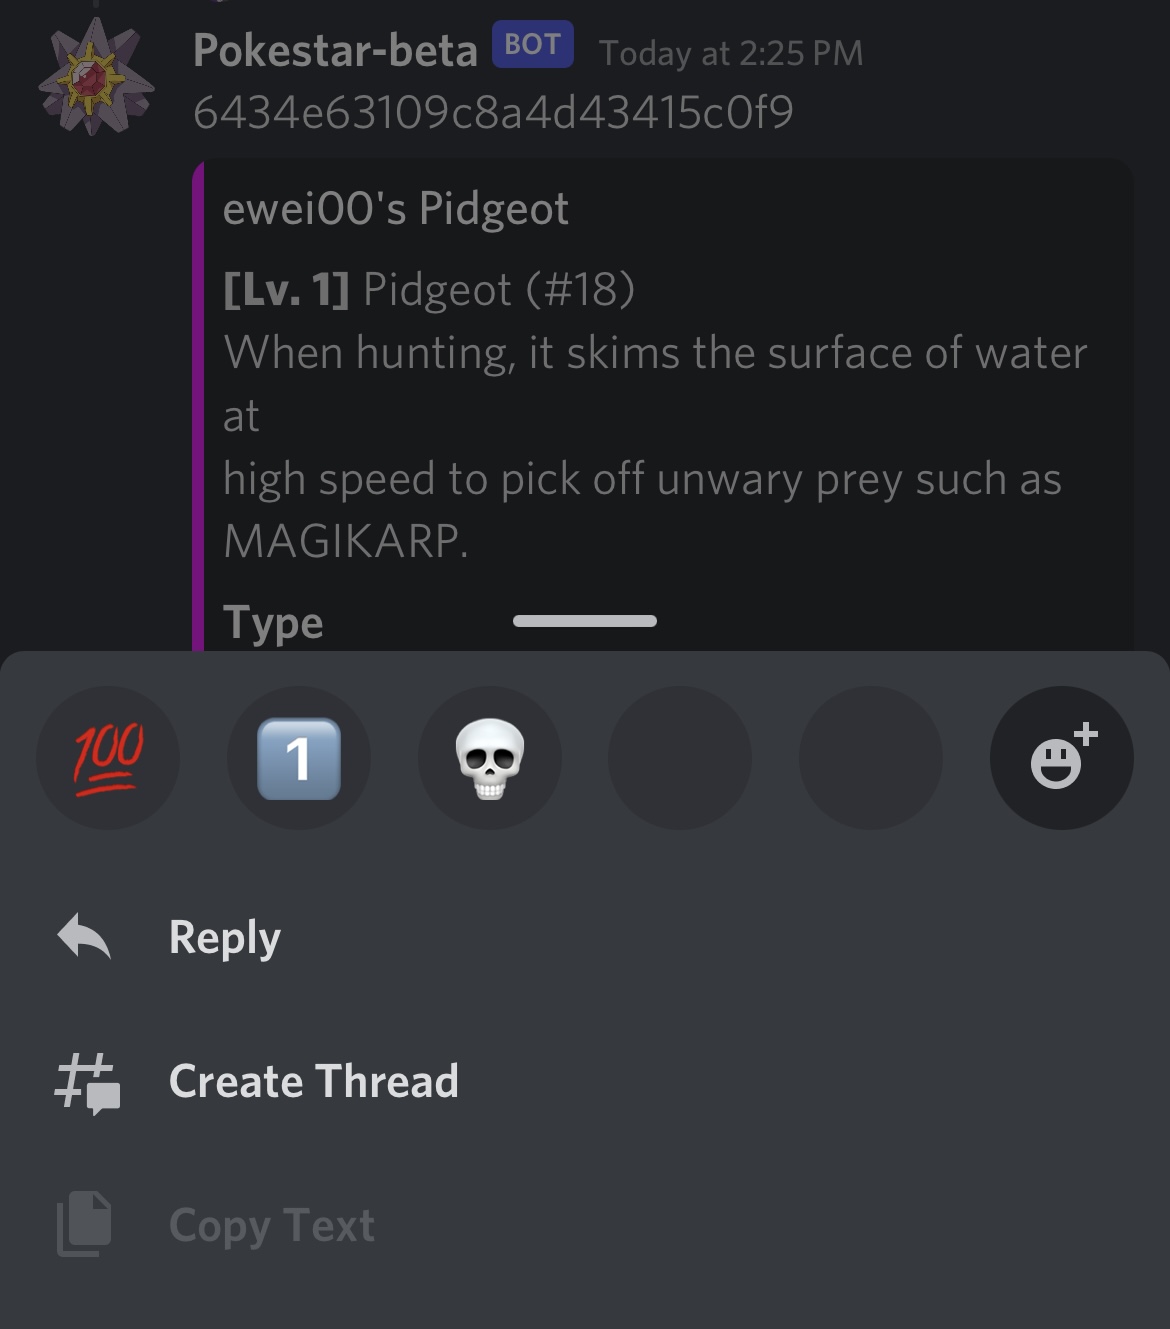 Pokestar-beta BOT Today at 2:25 PM
6434e63109c8a4d43415c0f9
ewei00's Pidgeot
[Lv. 1] Pidgeot (#18)
When hunting, it skims the surface of water
at
high speed to pick off unwary prey such as
MAGIKARP.
Type
💯 1️⃣ 💀
Reply
Create Thread
Copy Text